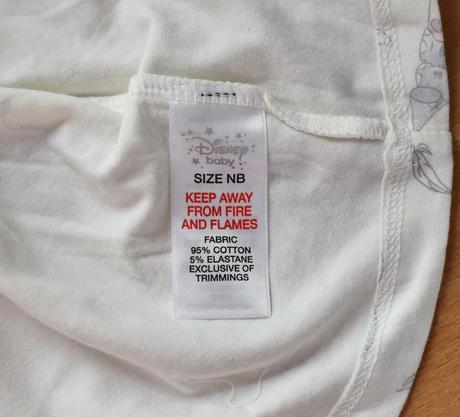 Disney
baby
SIZE NB
KEEP AWAY
FROM FIRE
AND FLAMES
FABRIC
95% COTTON
5% ELASTANE
EXCLUSIVE OF
TRIMMINGS